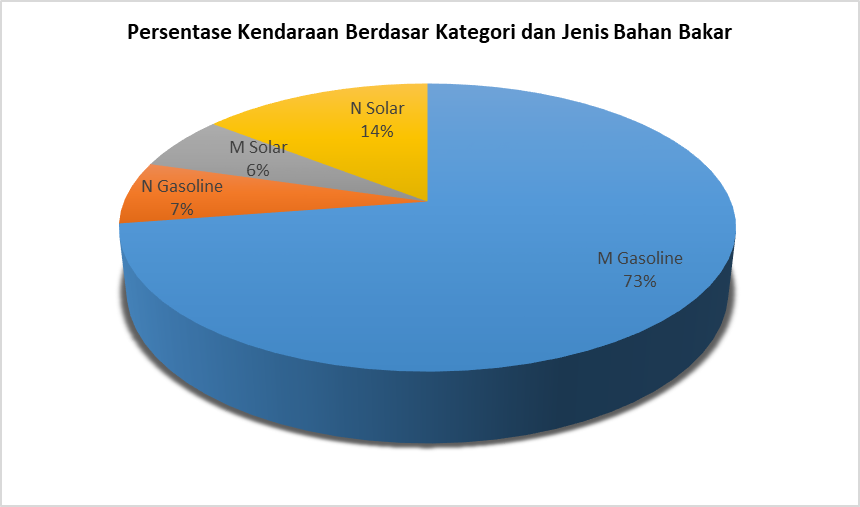 Persentase Kendaraan Berdasar Kategori dan Jenis Bahan Bakar
N Solar
14%
M Solar
6%
N Gasoline
7%
M Gasoline
73%